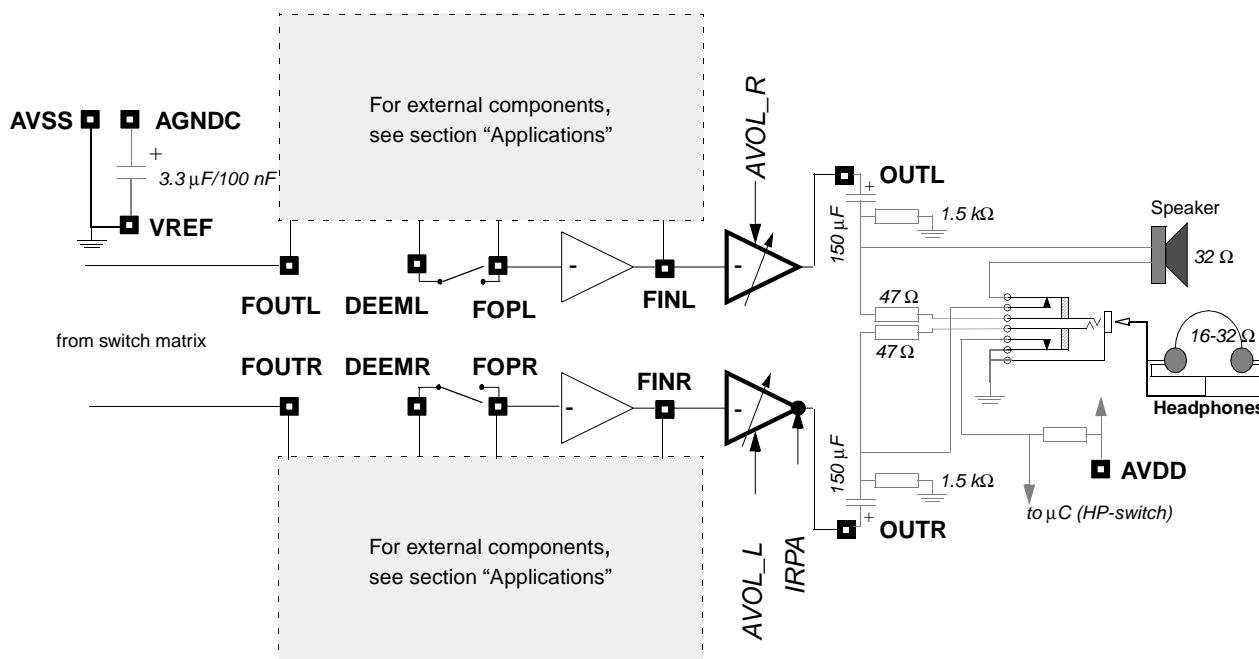 For external components,
see section “Applications”
AVSS
AGNDC
+
3.3 µF/100 nF
VREF
AVOL_R
OUTL
+
150 µF
1.5 kΩ
Speaker
32 Ω
FOUTL
DEEML
FOPL
-
FINL
-
47 Ω
47 Ω
16-32 Ω
Headphones
from switch matrix
FOUTR
DEEMR
FOPR
-
FINR
-
150 µF
1.5 kΩ
+
OUTR
AVDD
to µC (HP-switch)
AVOL_L
IRPA
For external components,
see section “Applications”